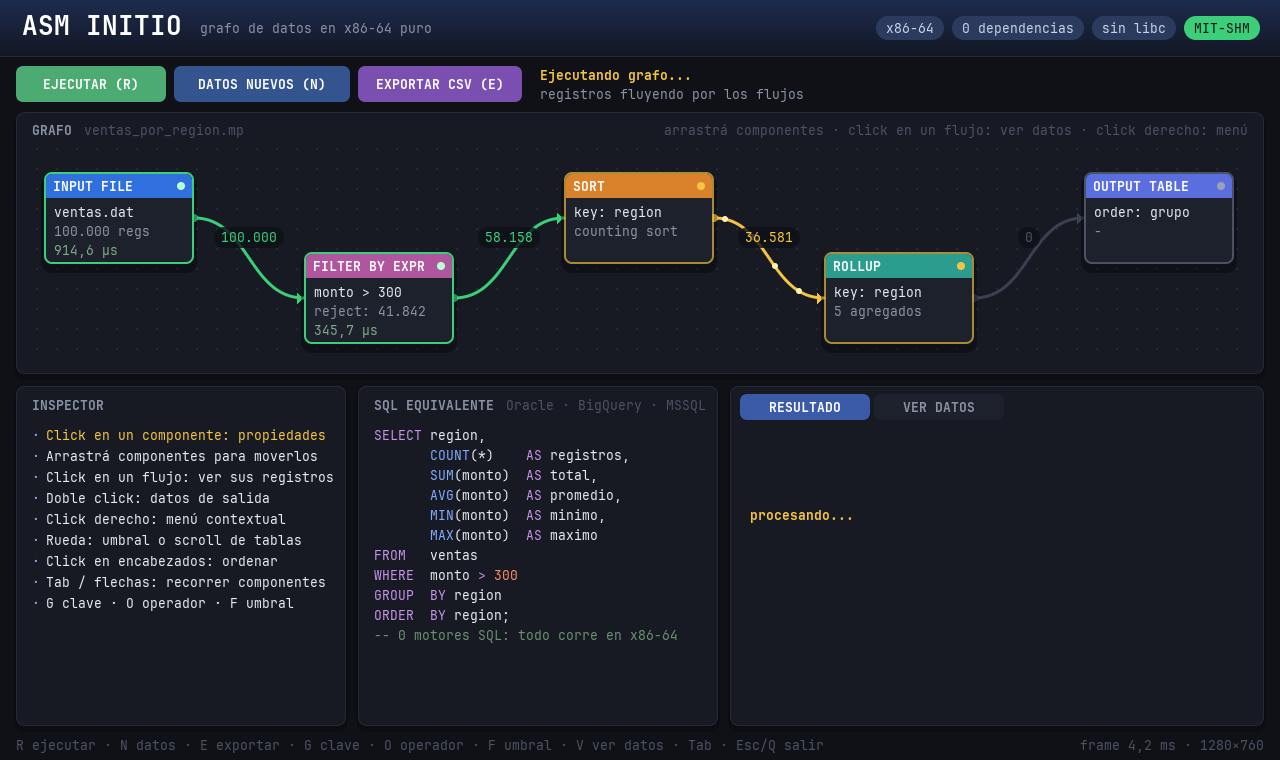 ASM INITIO  grafo de datos en x86-64 puro  x86-64  0 dependencias  sin libc  MIT-SHM
EJECUTAR (R)  DATOS NUEVOS (N)  EXPORTAR CSV (E)
Ejecutando grafo...
registros fluyendo por los flujos
GRAFO  ventas_por_region.mp  arrastrá componentes · click en un flujo: ver datos · click derecho: menú
INPUT FILE
ventas.dat
100.000 regs
914,6 µs
100.000
FILTER BY EXPR
monto > 300
reject: 41.842
345,7 µs
58.158
SORT
key: region
counting sort
36.581
ROLLUP
key: region
5 agregados
0
OUTPUT TABLE
order: grupo
-
INSPECTOR
· Click en un componente: propiedades
· Arrastrá componentes para moverlos
· Click en un flujo: ver sus registros
· Doble click: datos de salida
· Click derecho: menú contextual
· Rueda: umbral o scroll de tablas
· Click en encabezados: ordenar
· Tab / flechas: recorrer componentes
· G clave · O operador · F umbral
SQL EQUIVALENTE  Oracle · BigQuery · MSSQL
SELECT region,
       COUNT(*)    AS registros,
       SUM(monto)  AS total,
       AVG(monto)  AS promedio,
       MIN(monto)  AS minimo,
       MAX(monto)  AS maximo
FROM   ventas
WHERE  monto > 300
GROUP  BY region
ORDER  BY region;
-- 0 motores SQL: todo corre en x86-64
RESULTADO  VER DATOS
procesando...
R ejecutar · N datos · E exportar · G clave · O operador · F umbral · V ver datos · Tab · Esc/Q salir  frame 4,2 ms · 1280×760